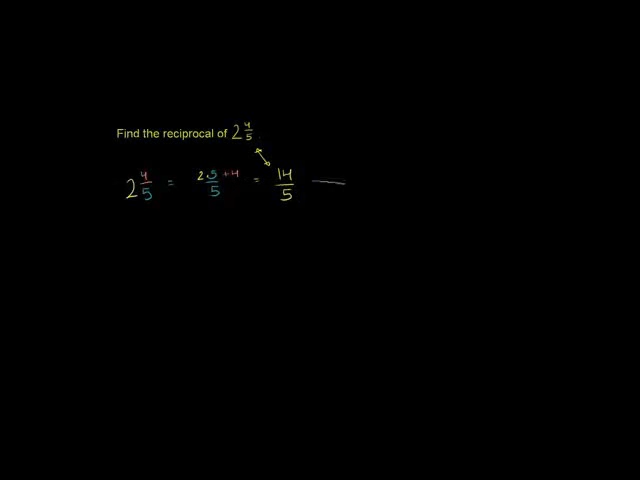 Find the reciprocal of 2 4/5
2 4/5 = 2·5+4/5 = 14/5